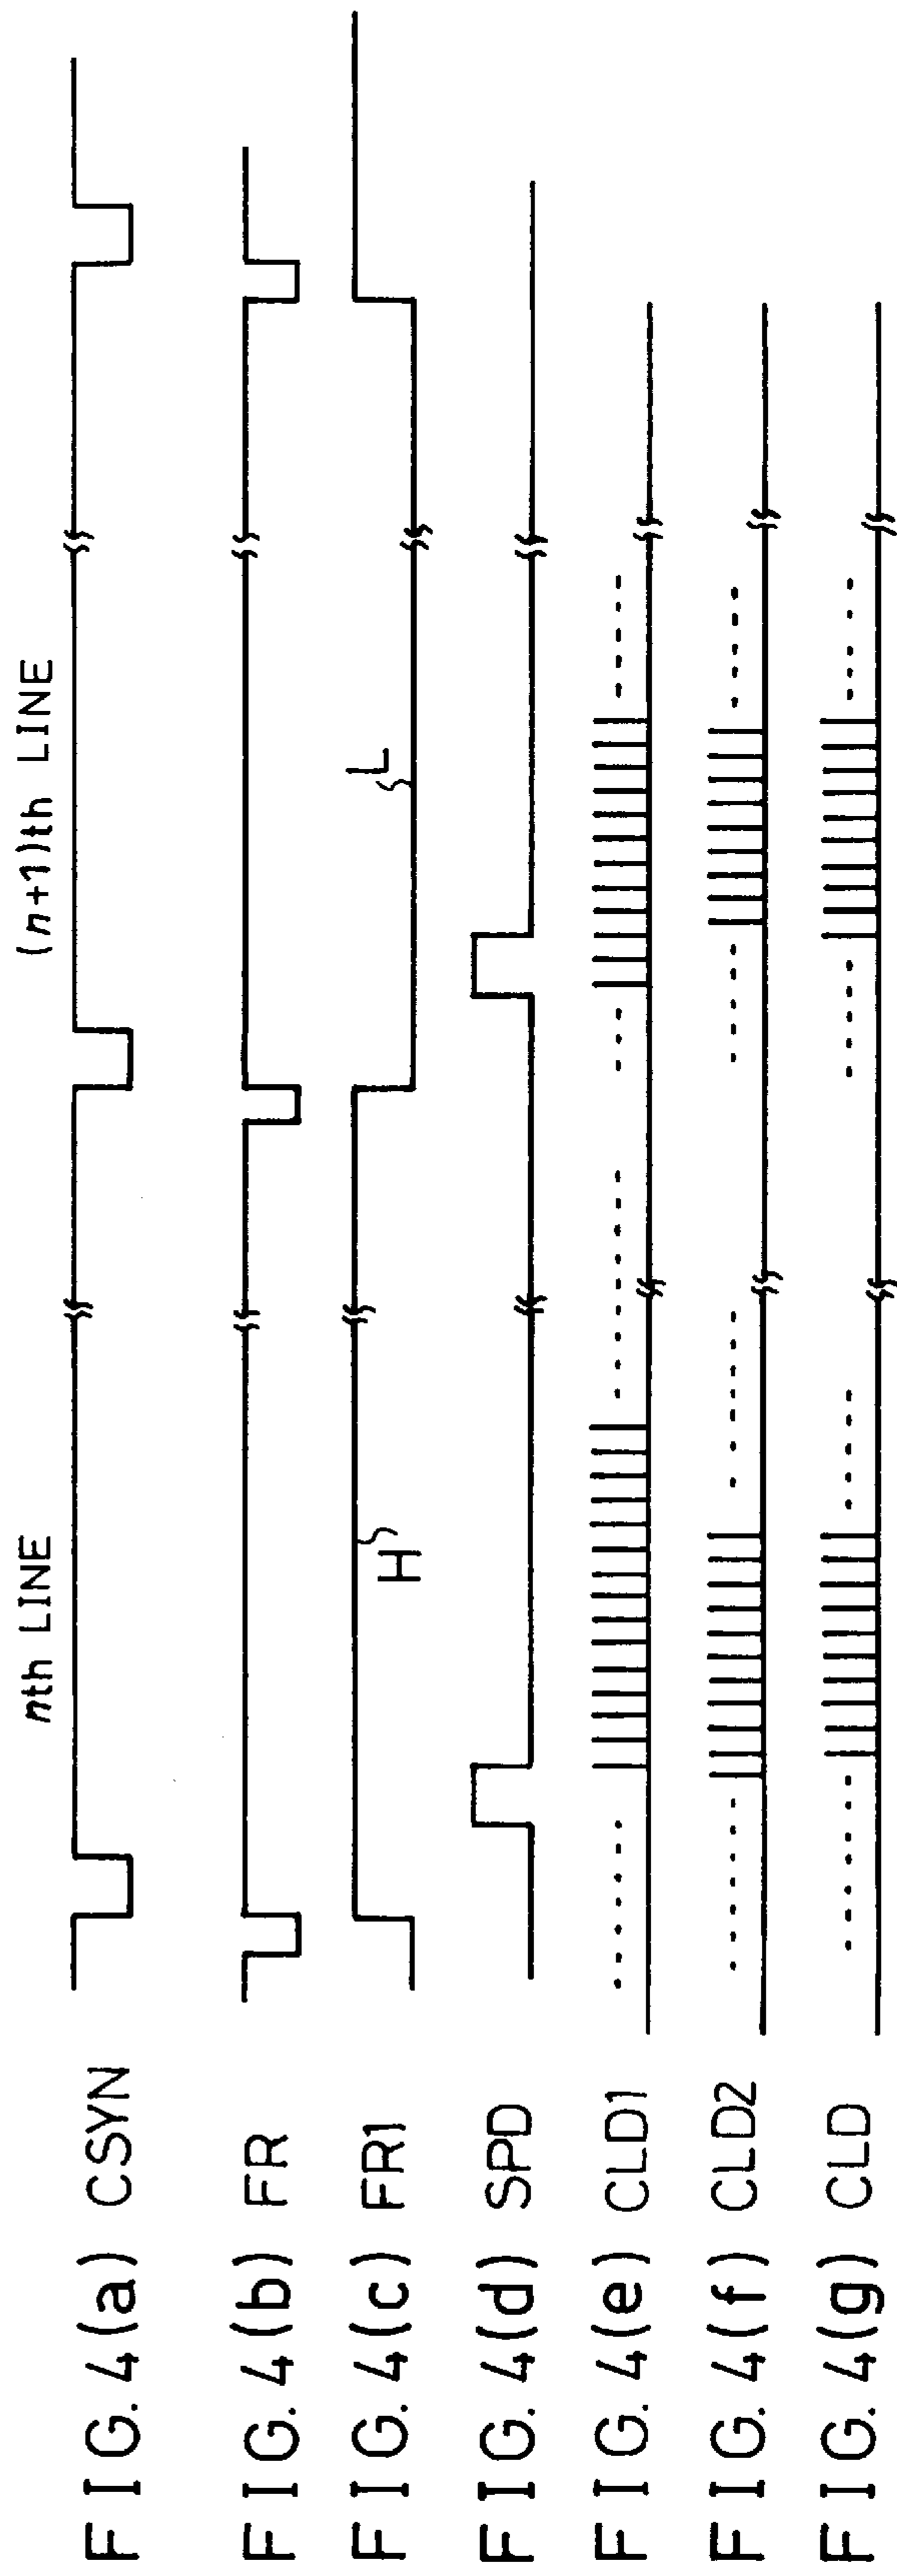 nth LINE
(n+1)th LINE
FIG. 4(a) CSYN
FIG. 4(b) FR
FIG. 4(c) FR1
H
L
FIG. 4(d) SPD
FIG. 4(e) CLD1
FIG. 4(f) CLD2
FIG. 4(g) CLD